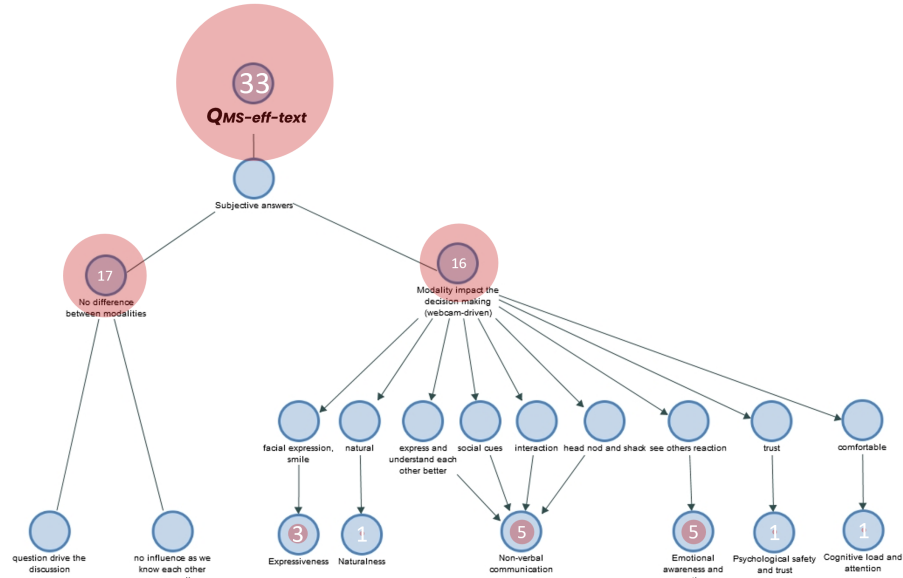 33
QMS-eff-text
Subjective answers
17
No difference
between modalities
16
Modality impact the
decision making
(webcam-driven)
facial expression,
smile
natural
express and
understand each
other better
social cues
interaction
head nod and shack
see others reaction
trust
comfortable
question drive the
discussion
no influence as we
know each other
3
Expressiveness
1
Naturalness
5
Non-verbal
communication
5
Emotional
awareness and
1
Psychological safety
and trust
1
Cognitive load and
attention